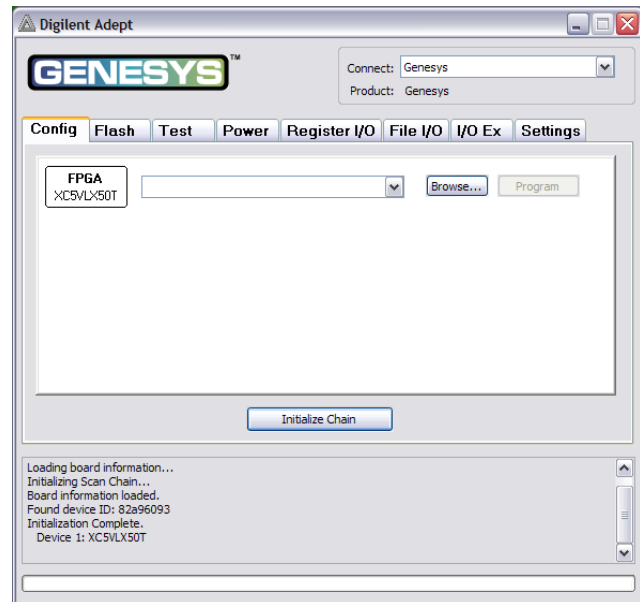 Digilent Adept
GENESYS™
Connect: Genesys
Product: Genesys
Config Flash Test Power Register I/O File I/O I/O Ex Settings
FPGA
XC5VLX50T
Browse... Program
Initialize Chain
Loading board information...
Initializing Scan Chain...
Board information loaded.
Found device ID: 82a96093
Initialization Complete.
Device 1: XC5VLX50T